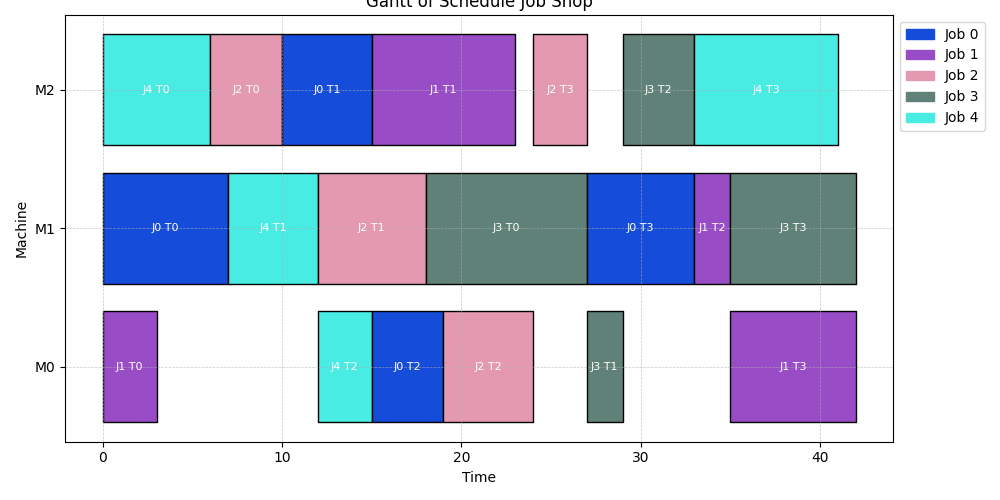 Gantt of Schedule Job Shop
M2
J4 T0
J2 T0
J0 T1
J1 T1
J2 T3
J3 T2
J4 T3
Job 0
Job 1
Job 2
Job 3
Job 4
Machine
M1
J0 T0
J4 T1
J2 T1
J3 T0
J0 T3
J1 T2
J3 T3
M0
J1 T0
J4 T2
J0 T2
J2 T2
J3 T1
J1 T3
0
10
20
30
40
Time